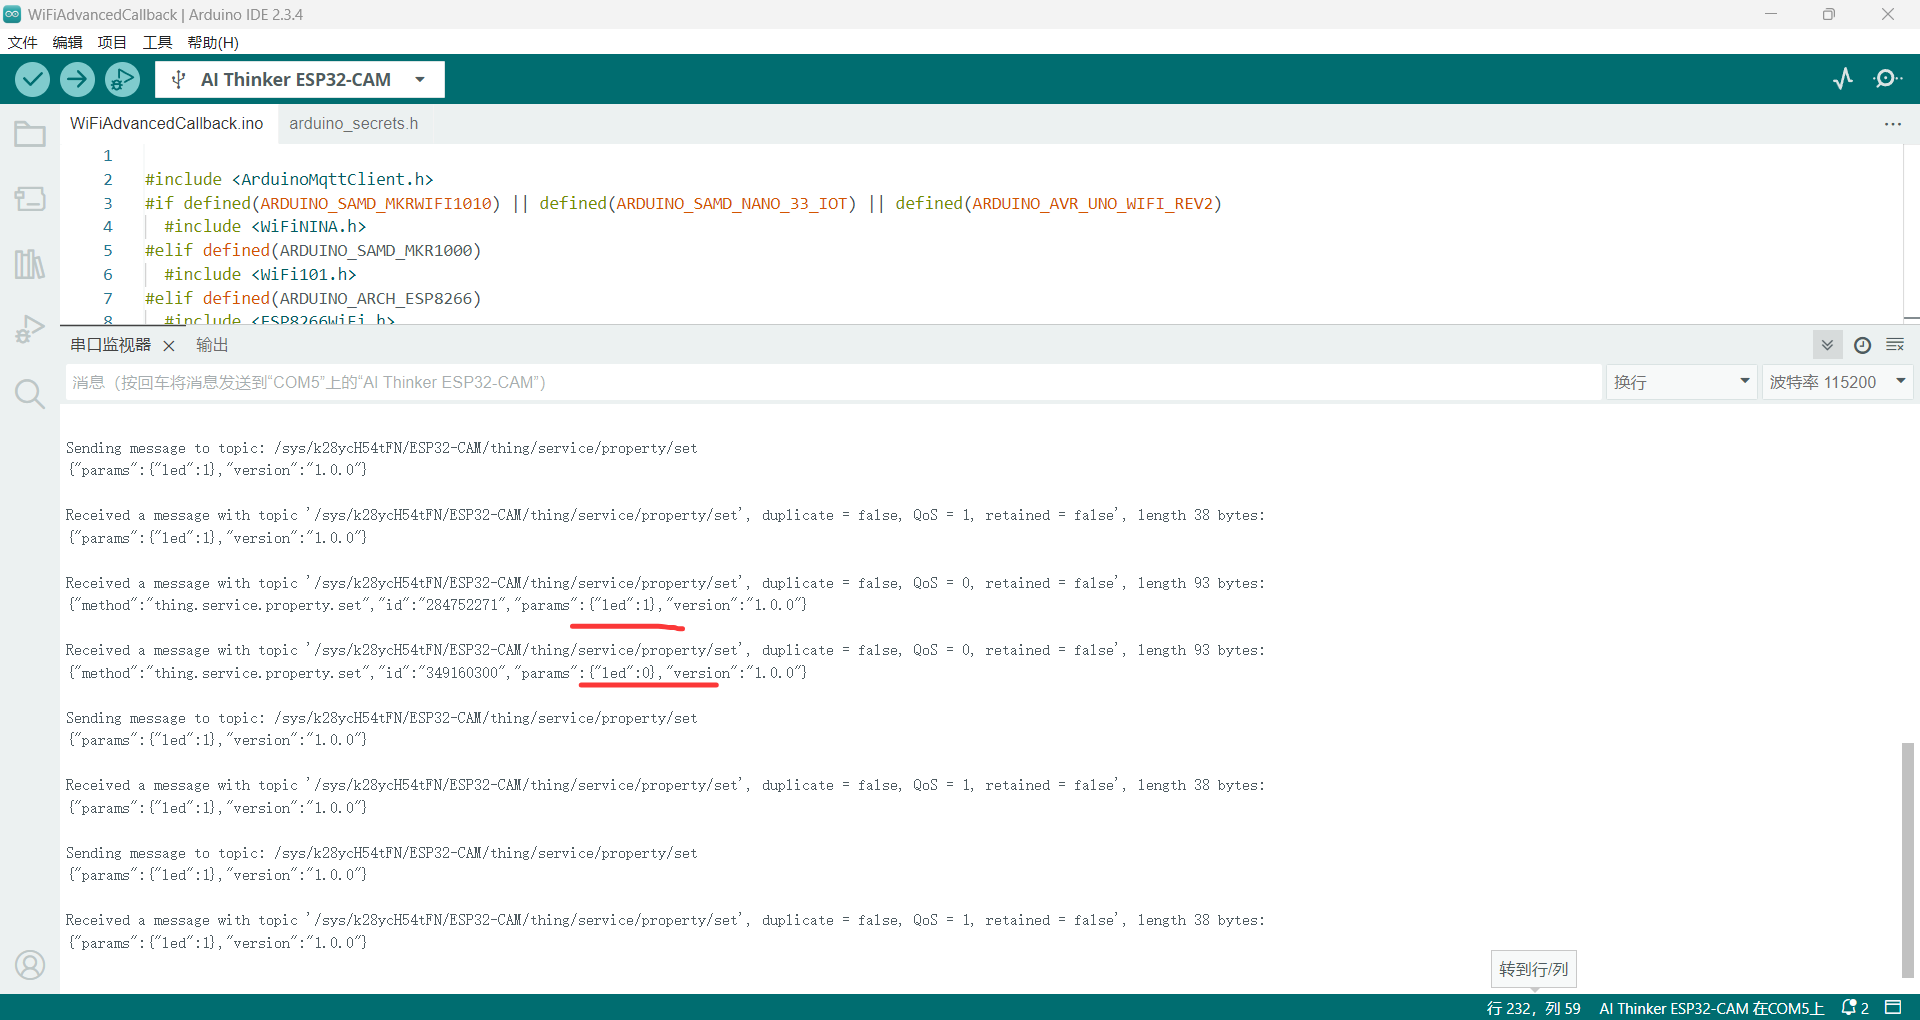 WiFiAdvancedCallback | Arduino IDE 2.3.4
文件 编辑 项目 工具 帮助(H)
AI Thinker ESP32-CAM
WiFiAdvancedCallback.ino arduino_secrets.h
1
2 #include <ArduinoMqttClient.h>
3 #if defined(ARDUINO_SAMD_MKRWIFI1010) || defined(ARDUINO_SAMD_NANO_33_IOT) || defined(ARDUINO_AVR_UNO_WIFI_REV2)
4 #include <WiFiNINA.h>
5 #elif defined(ARDUINO_SAMD_MKR1000)
6 #include <WiFi101.h>
7 #elif defined(ARDUINO_ARCH_ESP8266)
8 #include <ESP8266WiFi.h>
串口监视器 输出
消息（按回车将消息发送到“COM5”上的“AI Thinker ESP32-CAM”） 换行 波特率 115200
Sending message to topic: /sys/k28ycH54tFN/ESP32-CAM/thing/service/property/set
{"params":{"led":1},"version":"1.0.0"}
Received a message with topic '/sys/k28ycH54tFN/ESP32-CAM/thing/service/property/set', duplicate = false, QoS = 1, retained = false', length 38 bytes:
{"params":{"led":1},"version":"1.0.0"}
Received a message with topic '/sys/k28ycH54tFN/ESP32-CAM/thing/service/property/set', duplicate = false, QoS = 0, retained = false', length 93 bytes:
{"method":"thing.service.property.set","id":"284752271","params":{"led":1},"version":"1.0.0"}
Received a message with topic '/sys/k28ycH54tFN/ESP32-CAM/thing/service/property/set', duplicate = false, QoS = 0, retained = false', length 93 bytes:
{"method":"thing.service.property.set","id":"349160300","params":{"led":0},"version":"1.0.0"}
Sending message to topic: /sys/k28ycH54tFN/ESP32-CAM/thing/service/property/set
{"params":{"led":1},"version":"1.0.0"}
Received a message with topic '/sys/k28ycH54tFN/ESP32-CAM/thing/service/property/set', duplicate = false, QoS = 1, retained = false', length 38 bytes:
{"params":{"led":1},"version":"1.0.0"}
Sending message to topic: /sys/k28ycH54tFN/ESP32-CAM/thing/service/property/set
{"params":{"led":1},"version":"1.0.0"}
Received a message with topic '/sys/k28ycH54tFN/ESP32-CAM/thing/service/property/set', duplicate = false, QoS = 1, retained = false', length 38 bytes:
{"params":{"led":1},"version":"1.0.0"}
转到行/列
行 232，列 59 AI Thinker ESP32-CAM 在COM5上 2